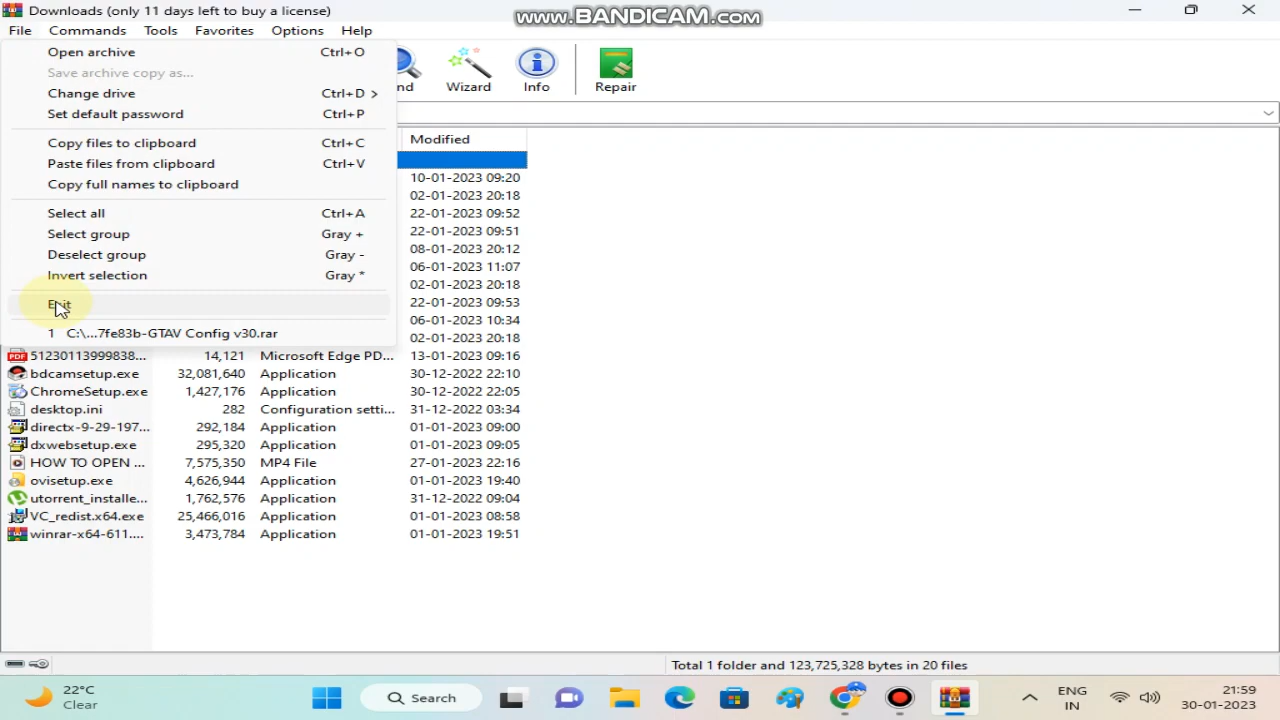 Downloads (only 11 days left to buy a license)
www.BANDICAM.com
File Commands Tools Favorites Options Help
Open archive Ctrl+O
Save archive copy as...
Change drive Ctrl+D
Set default password Ctrl+P
Copy files to clipboard Ctrl+C
Paste files from clipboard Ctrl+V
Copy full names to clipboard
Select all Ctrl+A
Select group Gray +
Deselect group Gray -
Invert selection Gray *
Exit
1 C:\...7fe83b-GTAV Config v30.rar
nd Wizard Info Repair
Modified
10-01-2023 09:20
02-01-2023 20:18
22-01-2023 09:52
22-01-2023 09:51
08-01-2023 20:12
06-01-2023 11:07
02-01-2023 20:18
22-01-2023 09:53
06-01-2023 10:34
02-01-2023 20:18
PDF 51230113999838... 14,121 Microsoft Edge PD... 13-01-2023 09:16
bdcamsetup.exe 32,081,640 Application 30-12-2022 22:10
ChromeSetup.exe 1,427,176 Application 30-12-2022 22:05
desktop.ini 282 Configuration setti... 31-12-2022 03:34
directx-9-29-197... 292,184 Application 01-01-2023 09:00
dxwebsetup.exe 295,320 Application 01-01-2023 09:05
HOW TO OPEN ... 7,575,350 MP4 File 27-01-2023 22:16
ovisetup.exe 4,626,944 Application 01-01-2023 19:40
utorrent_installe... 1,762,576 Application 31-12-2022 09:04
VC_redist.x64.exe 25,466,016 Application 01-01-2023 08:58
winrar-x64-611.... 3,473,784 Application 01-01-2023 19:51
Total 1 folder and 123,725,328 bytes in 20 files
22°C
Clear
Search
ENG
IN
21:59
30-01-2023